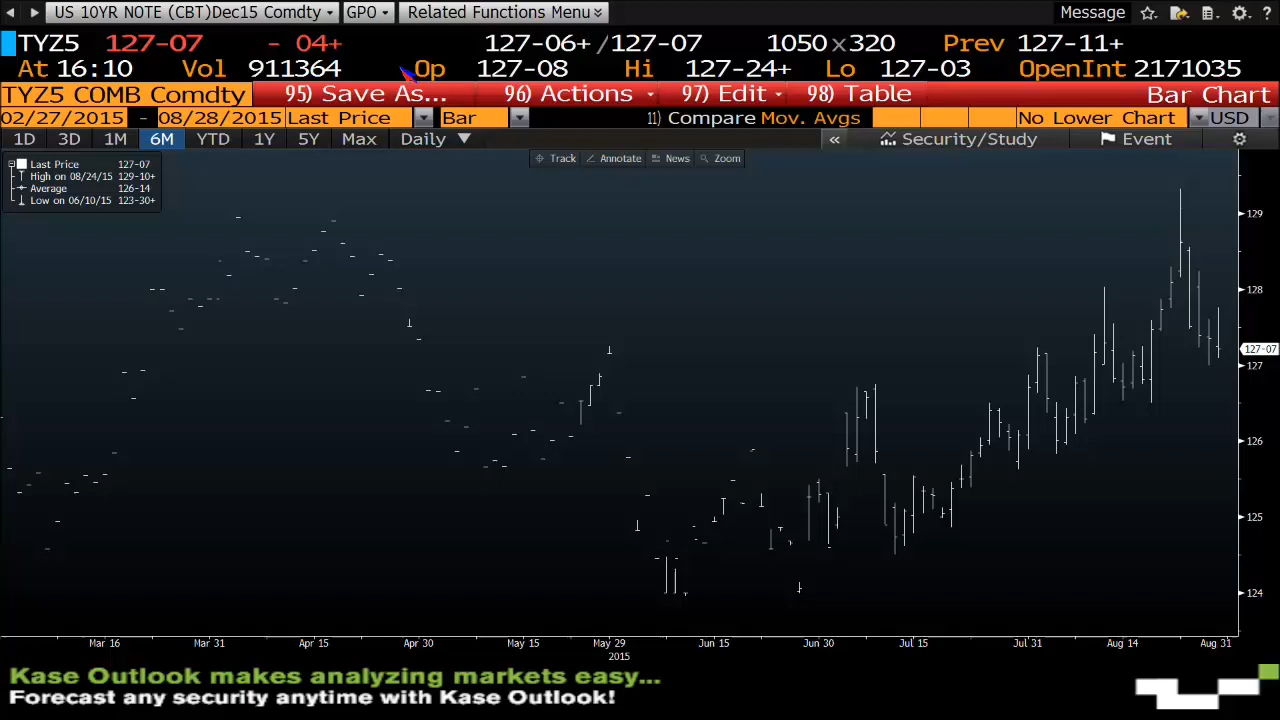 US 10YR NOTE (CBT)Dec15 Comdty GPO Related Functions Menu Message ?
TYZ5 127-07 - 04+ 127-06+ / 127-07 1050 x 320 Prev 127-11+
At 16:10 Vol 911364 Op 127-08 Hi 127-24+ Lo 127-03 OpenInt 2171035
TYZ5 COMB Comdty 95) Save As... 96) Actions 97) Edit 98) Table Bar Chart
02/27/2015 - 08/28/2015 Last Price Bar 11) Compare Mov. Avgs No Lower Chart USD
1D 3D 1M 6M YTD 1Y 5Y Max Daily « Security/Study Event
Track Annotate News Zoom
Last Price 127-07
High on 08/24/15 129-10+
Average 126-14
Low on 06/10/15 123-30+
129
128
127-07
127
126
125
124
Mar 16 Mar 31 Apr 15 Apr 30 May 15 May 29 Jun 15 Jun 30 Jul 15 Jul 31 Aug 14 Aug 31
2015
Kase Outlook makes analyzing markets easy...
Forecast any security anytime with Kase Outlook!